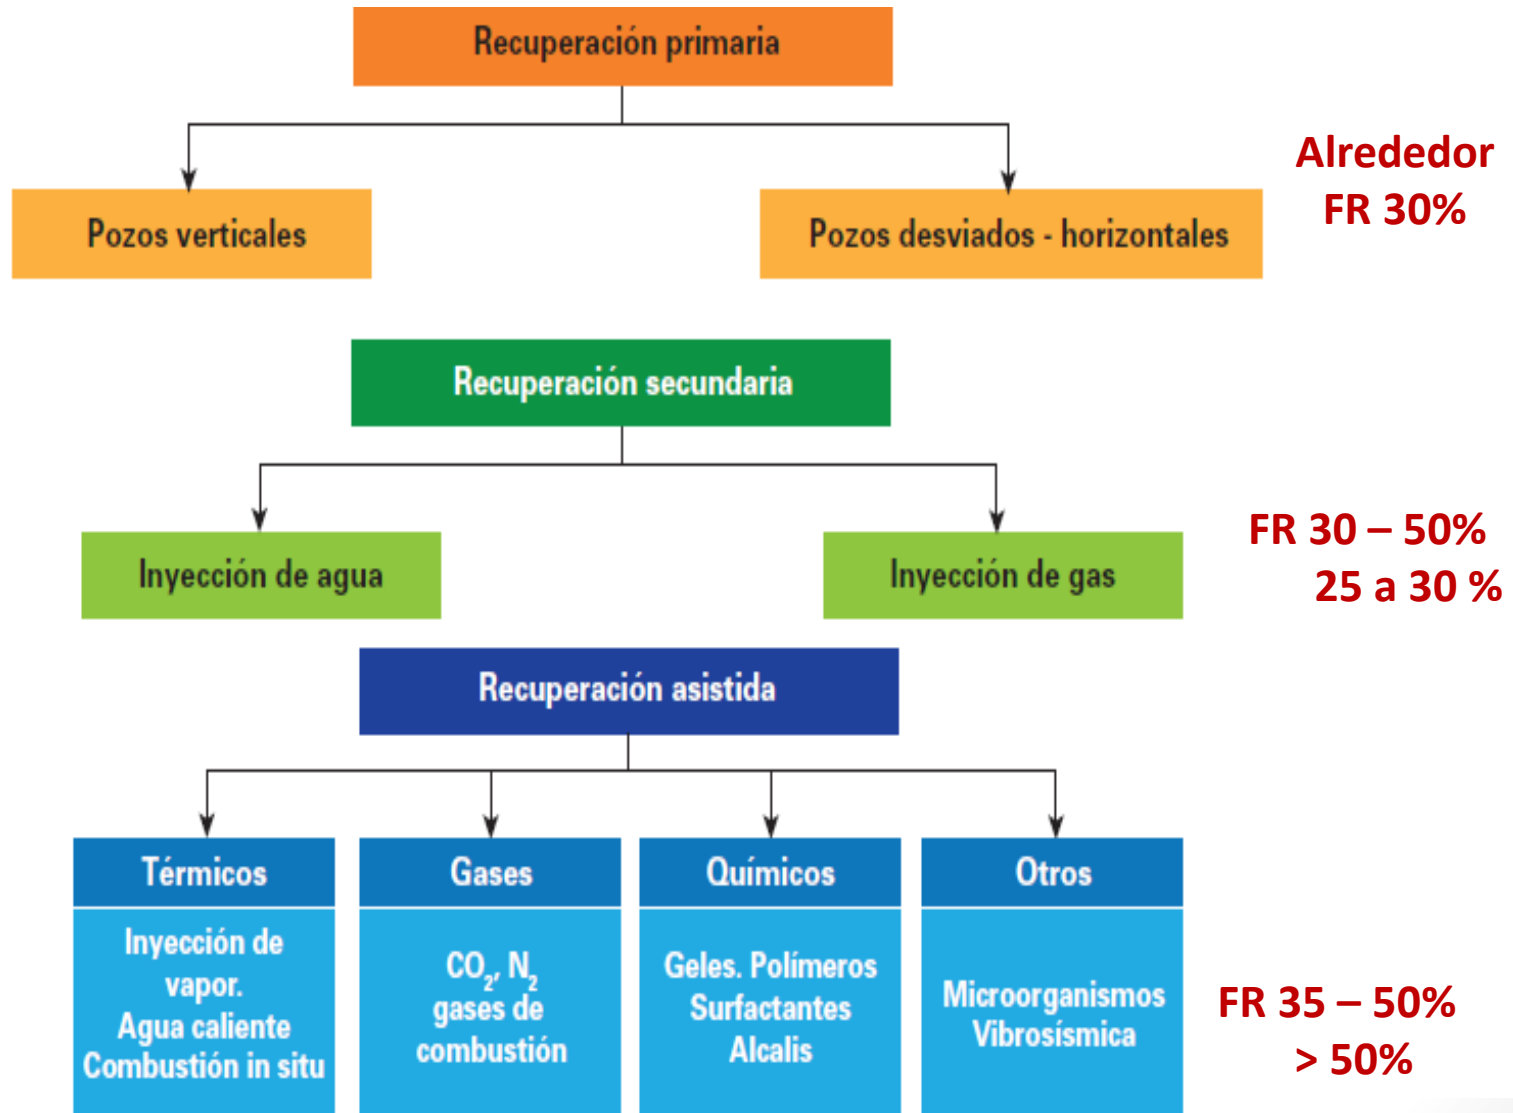 Recuperación primaria
Alrededor
FR 30%
Pozos verticales
Pozos desviados - horizontales
Recuperación secundaria
FR 30 – 50%
25 a 30 %
Inyección de agua
Inyección de gas
Recuperación asistida
Térmicos
Inyección de
vapor.
Agua caliente
Combustión in situ
Gases
CO₂, N₂
gases de
combustión
Químicos
Geles. Polímeros
Surfactantes
Alcalis
Otros
Microorganismos
Vibrosísmica
FR 35 – 50%
> 50%